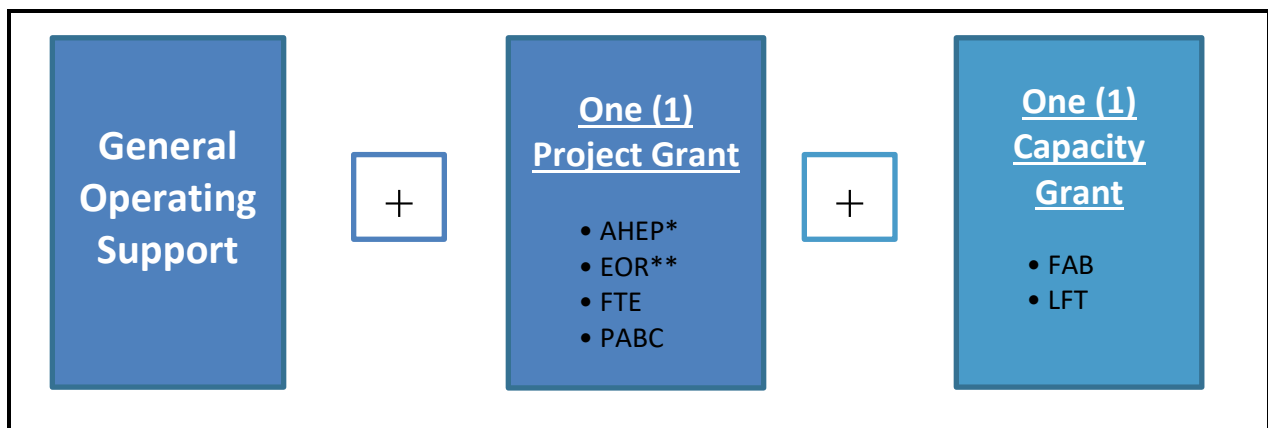 General
Operating
Support
+
One (1)
Project Grant
• AHEP*
• EOR**
• FTE
• PABC
+
One (1)
Capacity
Grant
• FAB
• LFT